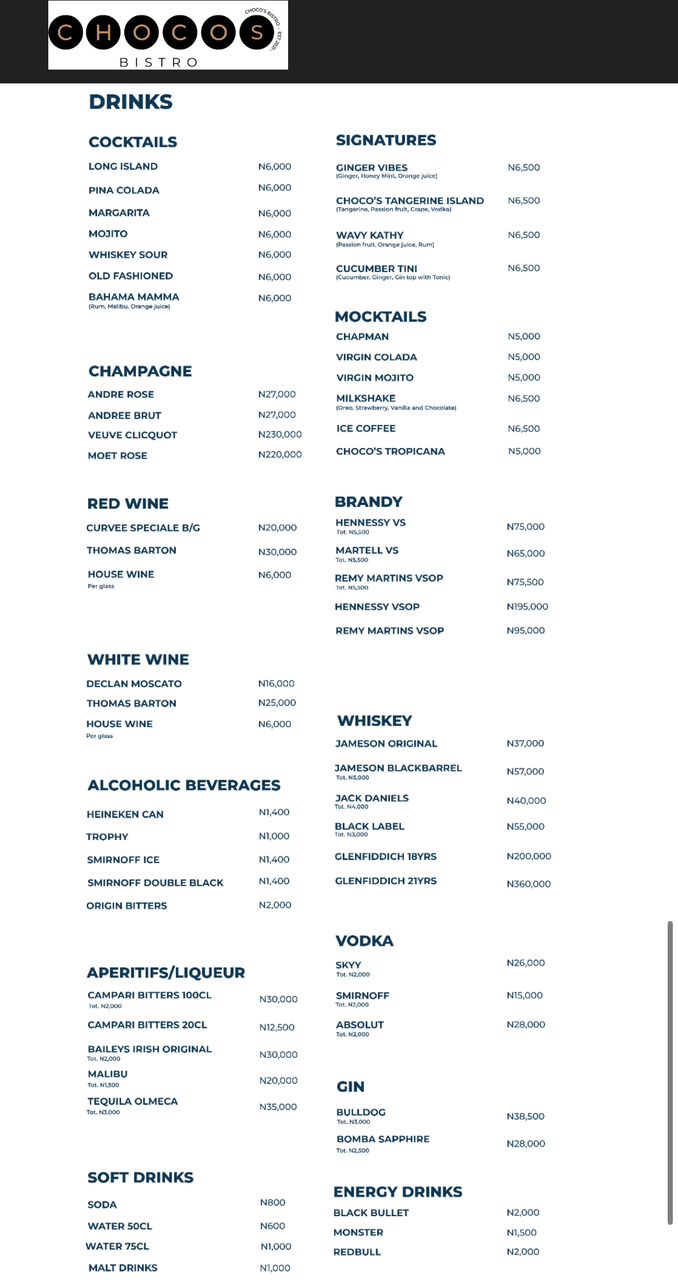 CHOCO'S BISTRO - EST 2021 -
CHOCOS
BISTRO
DRINKS
COCKTAILS
LONG ISLAND N6,000
PINA COLADA N6,000
MARGARITA N6,000
MOJITO N6,000
WHISKEY SOUR N6,000
OLD FASHIONED N6,000
BAHAMA MAMMA N6,000
(Rum, Malibu, Orange juice)
CHAMPAGNE
ANDRE ROSE N27,000
ANDREE BRUT N27,000
VEUVE CLICQUOT N230,000
MOET ROSE N220,000
RED WINE
CURVEE SPECIALE B/G N20,000
THOMAS BARTON N30,000
HOUSE WINE N6,000
Per glass
WHITE WINE
DECLAN MOSCATO N16,000
THOMAS BARTON N25,000
HOUSE WINE N6,000
Per glass
ALCOHOLIC BEVERAGES
HEINEKEN CAN N1,400
TROPHY N1,000
SMIRNOFF ICE N1,400
SMIRNOFF DOUBLE BLACK N1,400
ORIGIN BITTERS N2,000
APERITIFS/LIQUEUR
CAMPARI BITTERS 100CL N30,000
Tot. N2,000
CAMPARI BITTERS 20CL N12,500
BAILEYS IRISH ORIGINAL N30,000
Tot. N2,000
MALIBU N20,000
Tot. N1,500
TEQUILA OLMECA N35,000
Tot. N3,000
SOFT DRINKS
SODA N800
WATER 50CL N600
WATER 75CL N1,000
MALT DRINKS N1,000
SIGNATURES
GINGER VIBES N6,500
(Ginger, Honey Mint, Orange juice)
CHOCO'S TANGERINE ISLAND N6,500
(Tangerine, Passion fruit, Grape, Vodka)
WAVY KATHY N6,500
(Passion fruit, Orange juice, Rum)
CUCUMBER TINI N6,500
(Cucumber, Ginger, Gin top with Tonic)
MOCKTAILS
CHAPMAN N5,000
VIRGIN COLADA N5,000
VIRGIN MOJITO N5,000
MILKSHAKE N6,500
(Oreo, Strawberry, Vanilla and Chocolate)
ICE COFFEE N6,500
CHOCO'S TROPICANA N5,000
BRANDY
HENNESSY VS N75,000
Tot. N5,500
MARTELL VS N65,000
Tot. N5,500
REMY MARTINS VSOP N75,500
Tot. N5,500
HENNESSY VSOP N195,000
REMY MARTINS VSOP N95,000
WHISKEY
JAMESON ORIGINAL N37,000
JAMESON BLACKBARREL N57,000
Tot. N5,000
JACK DANIELS N40,000
Tot. N4,000
BLACK LABEL N55,000
Tot. N3,000
GLENFIDDICH 18YRS N200,000
GLENFIDDICH 21YRS N360,000
VODKA
SKYY N26,000
Tot. N2,000
SMIRNOFF N15,000
Tot. N2,000
ABSOLUT N28,000
Tot. N2,000
GIN
BULLDOG N38,500
Tot. N3,000
BOMBA SAPPHIRE N28,000
Tot. N2,500
ENERGY DRINKS
BLACK BULLET N2,000
MONSTER N1,500
REDBULL N2,000